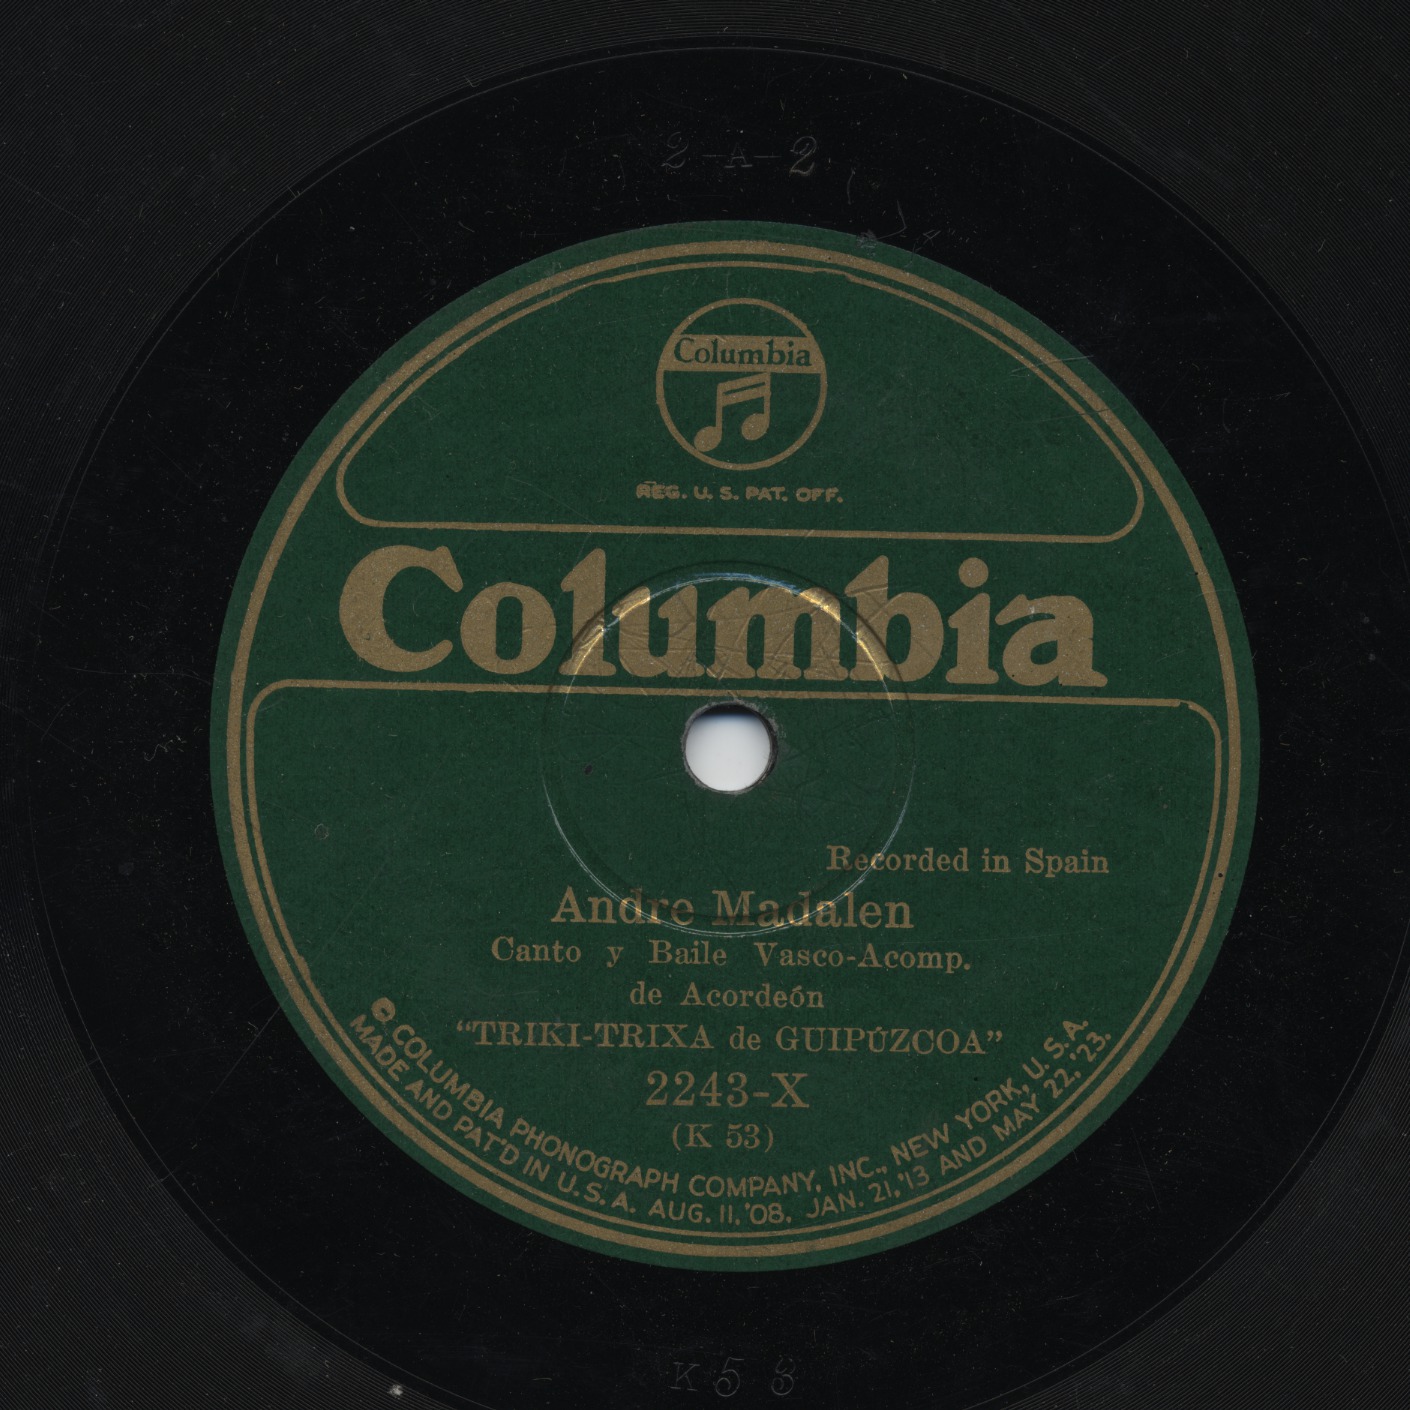 2-A-2
Columbia
REG. U. S. PAT. OFF.
Columbia
Recorded in Spain
Andre Madalen
Canto y Baile Vasco-Acomp.
de Acordeón
“TRIKI-TRIXA de GUIPÚZCOA”
2243-X
(K 53)
COLUMBIA PHONOGRAPH COMPANY, INC., NEW YORK, U. S. A.
MADE AND PAT'D IN U. S. A. AUG. 11, '08, JAN. 21, '13 AND MAY 22, '23.
K53